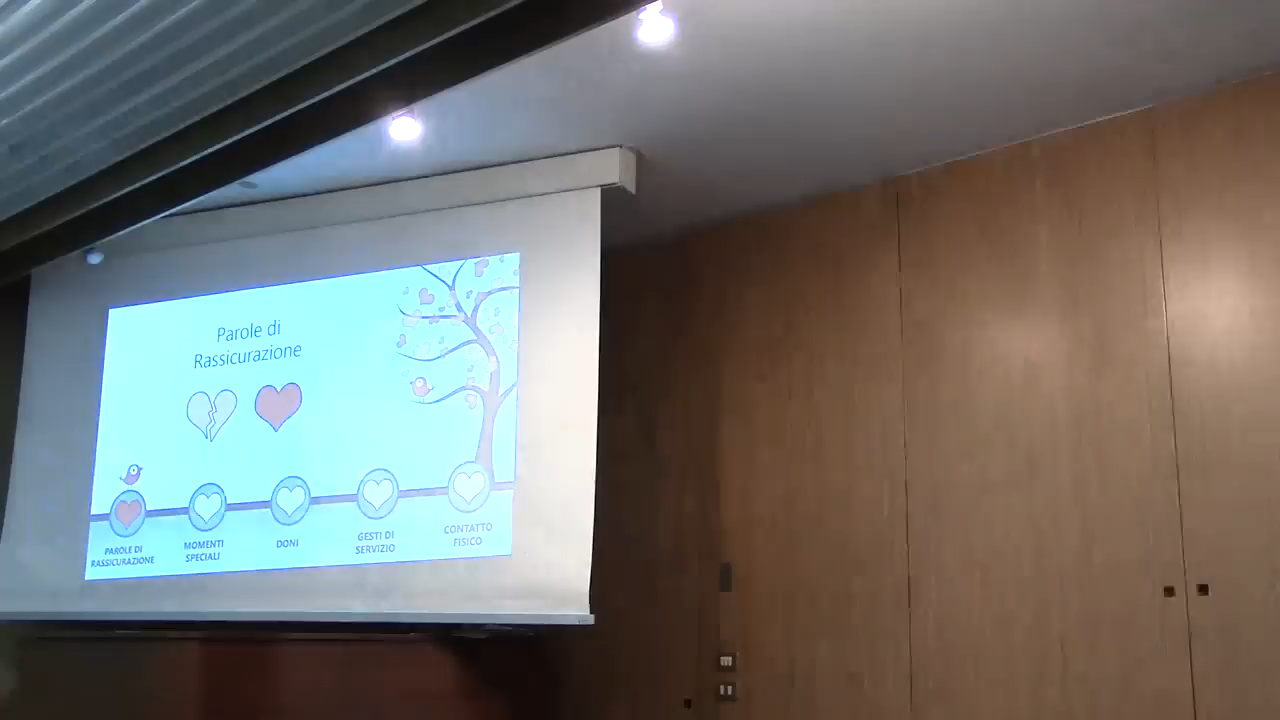 Parole di
Rassicurazione
PAROLE DI
RASSICURAZIONE
MOMENTI
SPECIALI
DONI
GESTI DI
SERVIZIO
CONTATTO
FISICO